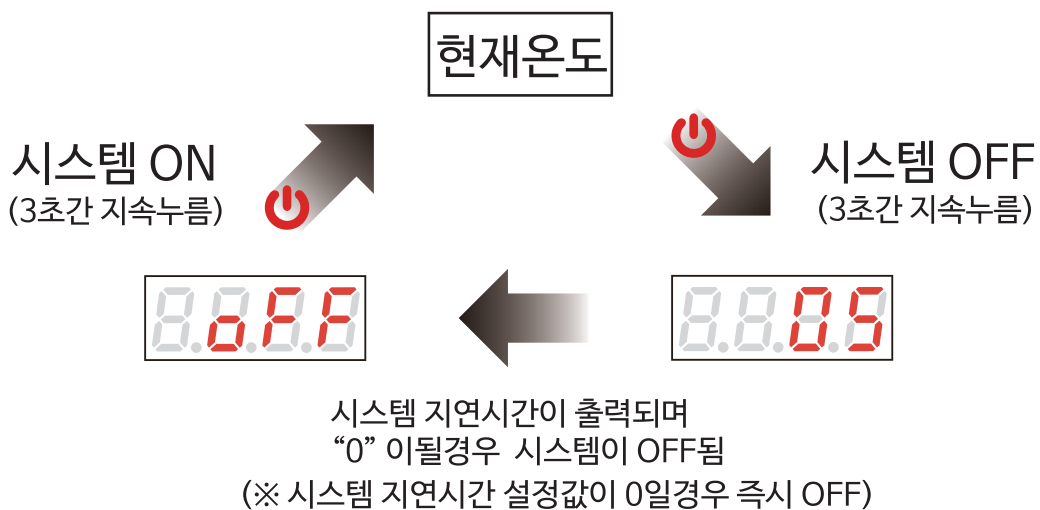 현재온도
시스템 ON
(3초간 지속누름)
시스템 OFF
(3초간 지속누름)
oFF
05
시스템 지연시간이 출력되며
“0” 이될경우 시스템이 OFF됨
(※ 시스템 지연시간 설정값이 0일경우 즉시 OFF)